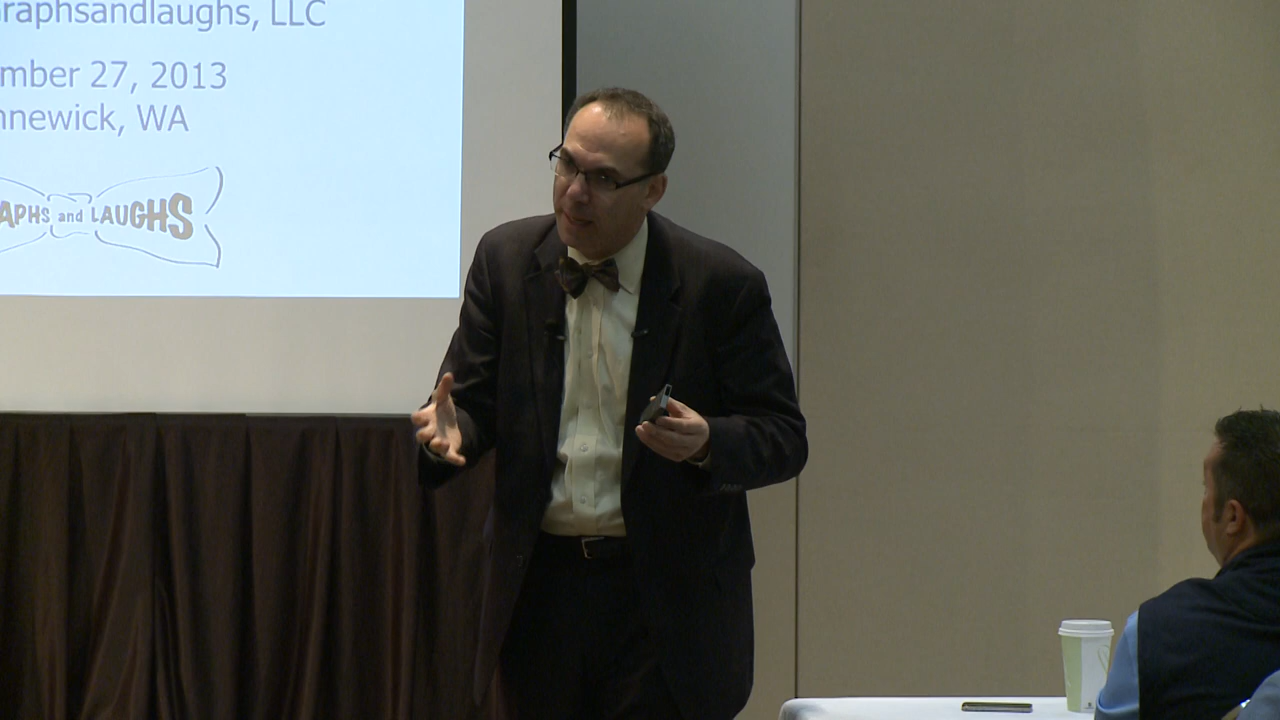 raphsandlaughs, LLC
mber 27, 2013
nnewick, WA
APHS and LAUGHS